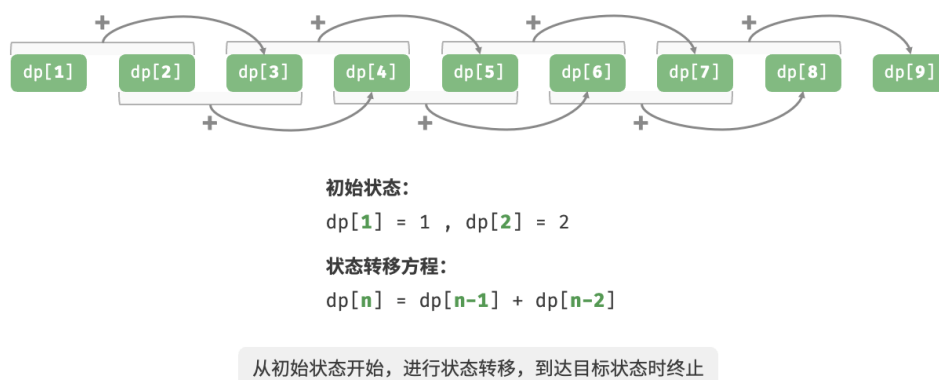 + + + +
dp[1] dp[2] dp[3] dp[4] dp[5] dp[6] dp[7] dp[8] dp[9]
+ + +
初始状态：
dp[1] = 1 , dp[2] = 2
状态转移方程：
dp[n] = dp[n-1] + dp[n-2]
从初始状态开始，进行状态转移，到达目标状态时终止